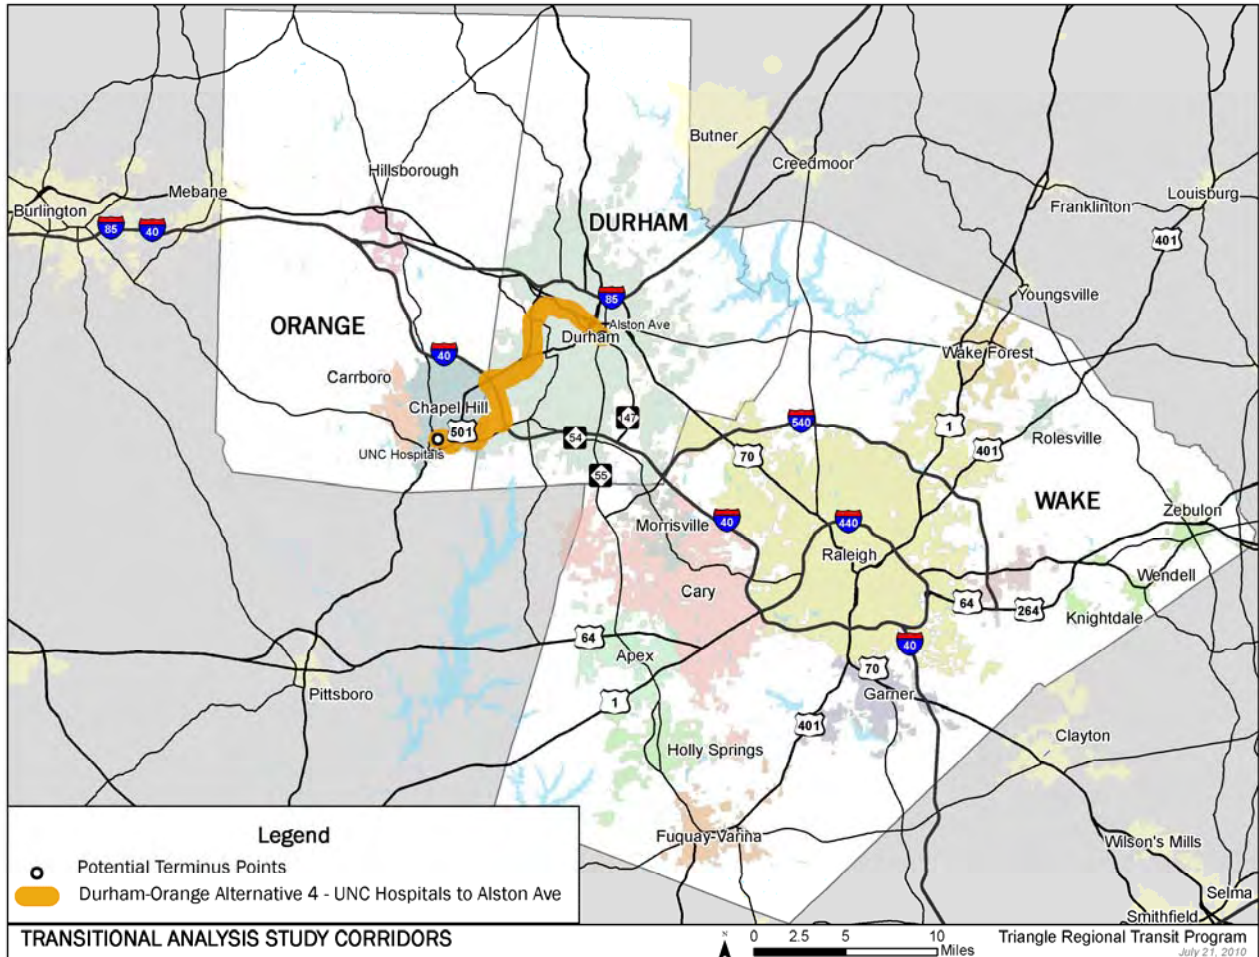 Butner
Creedmoor
Hillsborough
Mebane
Burlington
85
40
Louisburg
Franklinton
401
DURHAM
Youngsville
85
Alston Ave
Durham
ORANGE
40
Wake Forest
Carrboro
Chapel Hill
501
UNC Hospitals
147
54
540
1
401
Rolesville
70
55
WAKE
Zebulon
Morrisville
40
440
Raleigh
Wendell
Cary
64
264
Knightdale
64
Apex
40
70
Garner
Pittsboro
1
401
Clayton
Holly Springs
Fuquay-Varina
Wilson's Mills
Selma
Smithfield
Legend
Potential Terminus Points
Durham-Orange Alternative 4 - UNC Hospitals to Alston Ave
TRANSITIONAL ANALYSIS STUDY CORRIDORS
N
0 2.5 5 10
Miles
Triangle Regional Transit Program
July 21, 2010